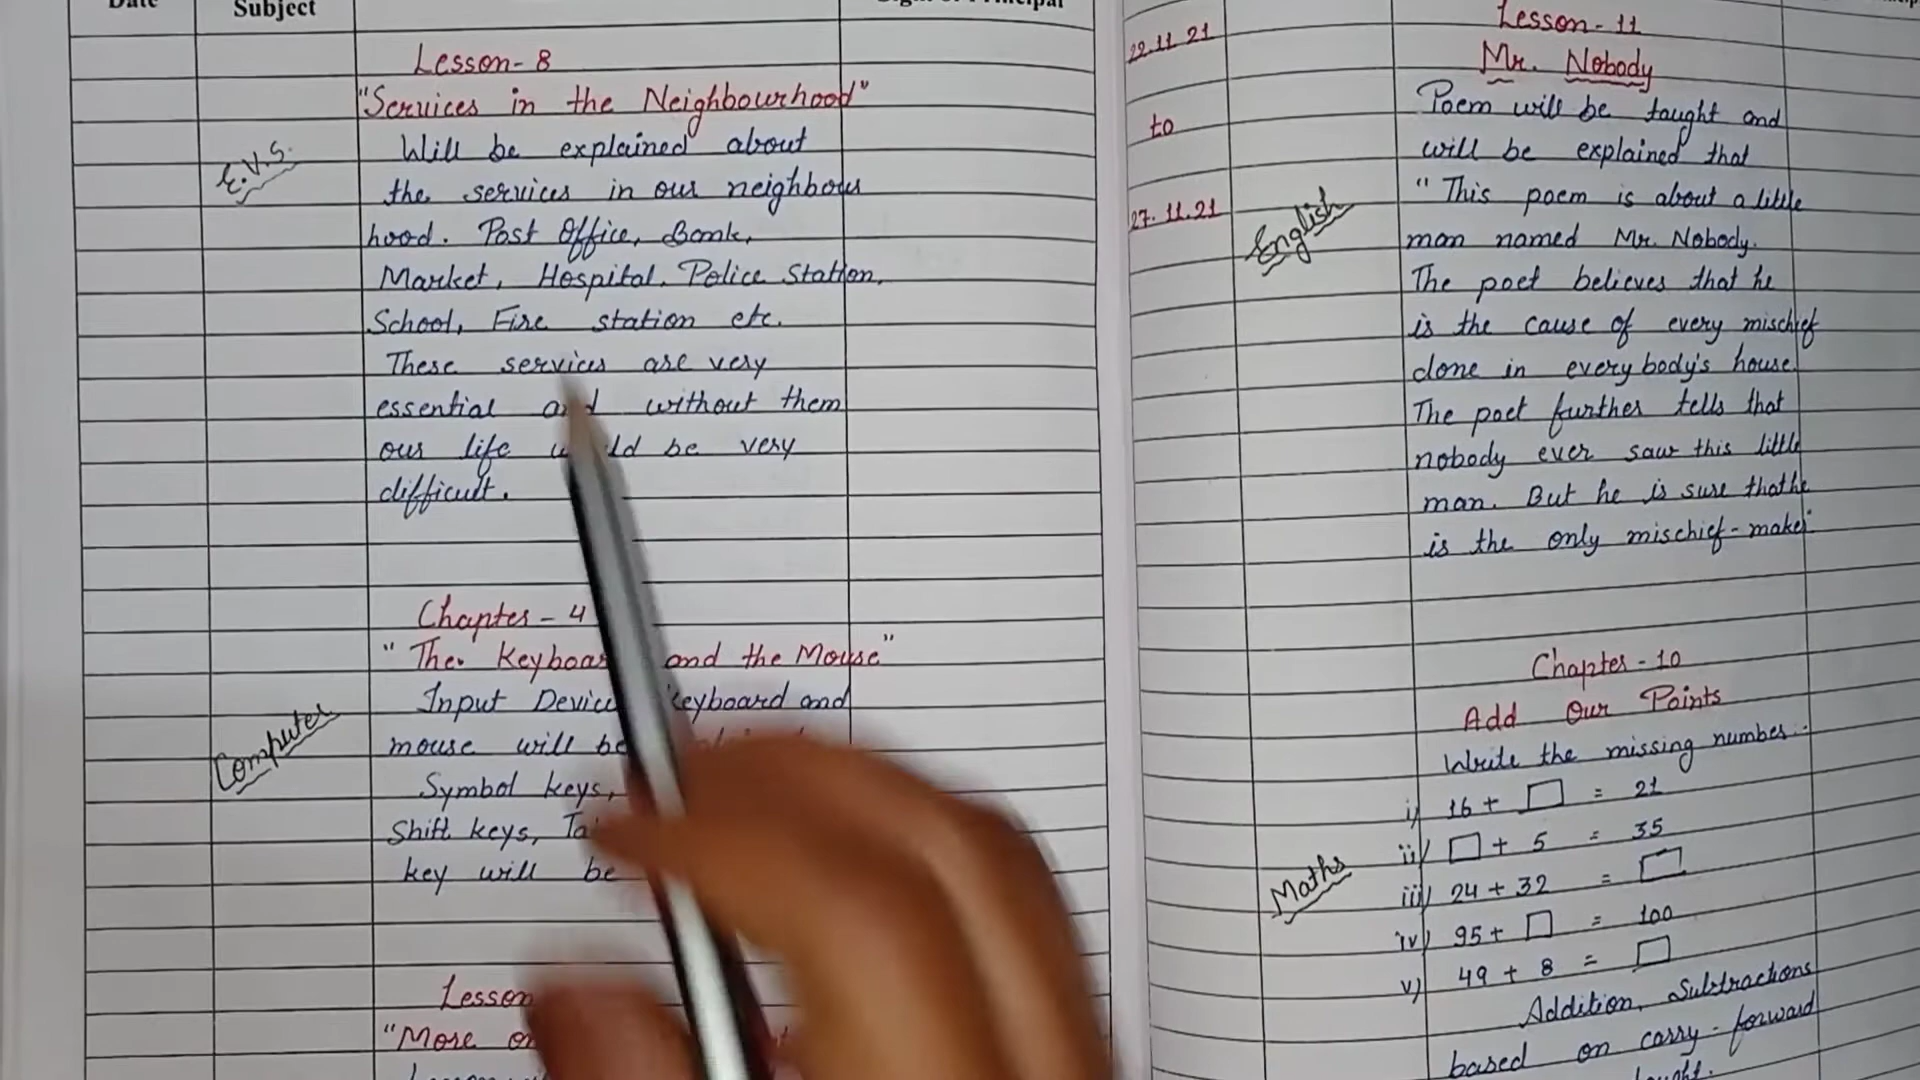 Date
Subject
Lesson- 8
"Services in the Neighbourhood"
E.V.S.
Will be explained about
the services in our neighbour
hood. Post Office, Bank,
Market, Hospital, Police Station,
School, Fire station etc.
These services are very
essential and without them
our life would be very
difficult.
Chapter - 4
"The Keyboard and the Mouse"
Computer
Input Device Keyboard and
mouse will be
Symbol keys,
Shift keys,
key will be
Lesson
"More on
22.11 21
to
27.11.21
Lesson- 11
Mr. Nobody
English
Poem will be taught and
will be explained that
"This poem is about a little
man named Mr. Nobody.
The poet believes that he
is the cause of every mischief
done in everybody's house
The poet further tells that
nobody ever saw this little
man. But he is sure that he
is the only mischief-maker
Chapter - 10
Add Our Points
Write the missing number.
Maths
i) 16 + □ = 21
ii) □ + 5 = 35
iii) 24 + 32 = □
iv) 95 + □ = 100
v) 49 + 8 = □
Addition, Subtractions
based on carry-forward